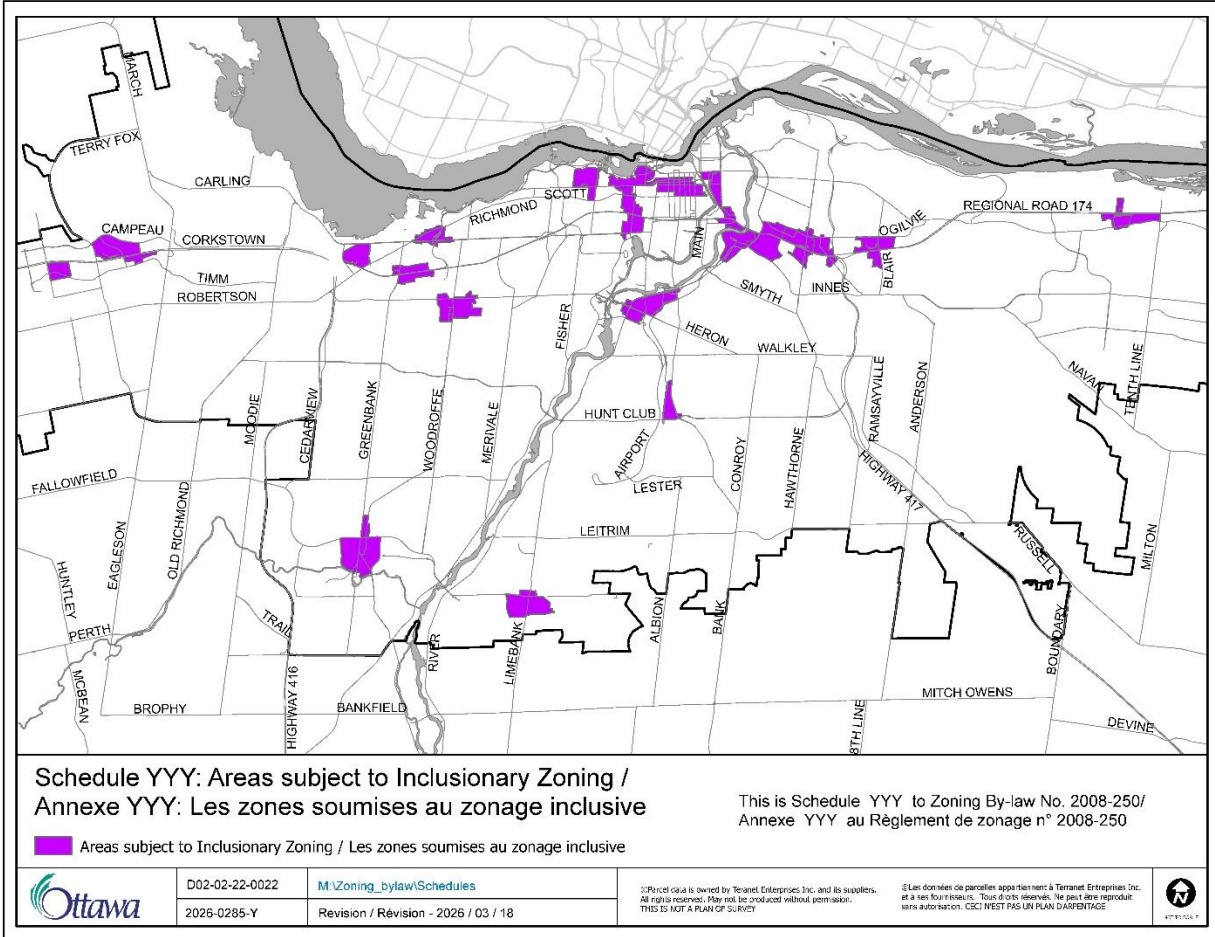 MARCH
TERRY FOX
CARLING
CAMPEAU
CORKSTOWN
TIMM
ROBERTSON
RICHMOND
SCOTT
MAIN
OGILVIE
REGIONAL ROAD 174
BLAIR
INNES
SMYTH
HERON
WALKLEY
FISHER
HUNT CLUB
AIRPORT
LESTER
CONROY
HAWTHORNE
RAMSAYVILLE
ANDERSON
NAVAN
TENTH LINE
MOODIE
CEDARVIEW
GREENBANK
WOODROFFE
MERIVALE
FALLOWFIELD
EAGLESON
OLD RICHMOND
LEITRIM
HIGHWAY 417
RUSSELL
MILTON
HUNTLEY
PERTH
TRAIL
RIVER
LIMEBANK
ALBION
BANK
BOUNDARY
MCBEAN
BROPHY
HIGHWAY 416
BANKFIELD
MITCH OWENS
8TH LINE
DEVINE
Schedule YYY: Areas subject to Inclusionary Zoning /
Annexe YYY: Les zones soumises au zonage inclusive
This is Schedule YYY to Zoning By-law No. 2008-250/
Annexe YYY au Règlement de zonage n° 2008-250
Areas subject to Inclusionary Zoning / Les zones soumises au zonage inclusive
Ottawa
D02-02-22-0022
M:\Zoning_bylaw\Schedules
2026-0285-Y
Revision / Révision - 2026 / 03 / 18
©Parcel data is owned by Teranet Enterprises Inc. and its suppliers.
All rights reserved. May not be produced without permission.
THIS IS NOT A PLAN OF SURVEY
©Les données de parcelles appartiennent à Terranet Entreprises Inc.
et à ses fournisseurs. Tous droits réservés. Ne peut être reproduit
sans autorisation. CECI N'EST PAS UN PLAN D'ARPENTAGE
N
NOT TO SCALE